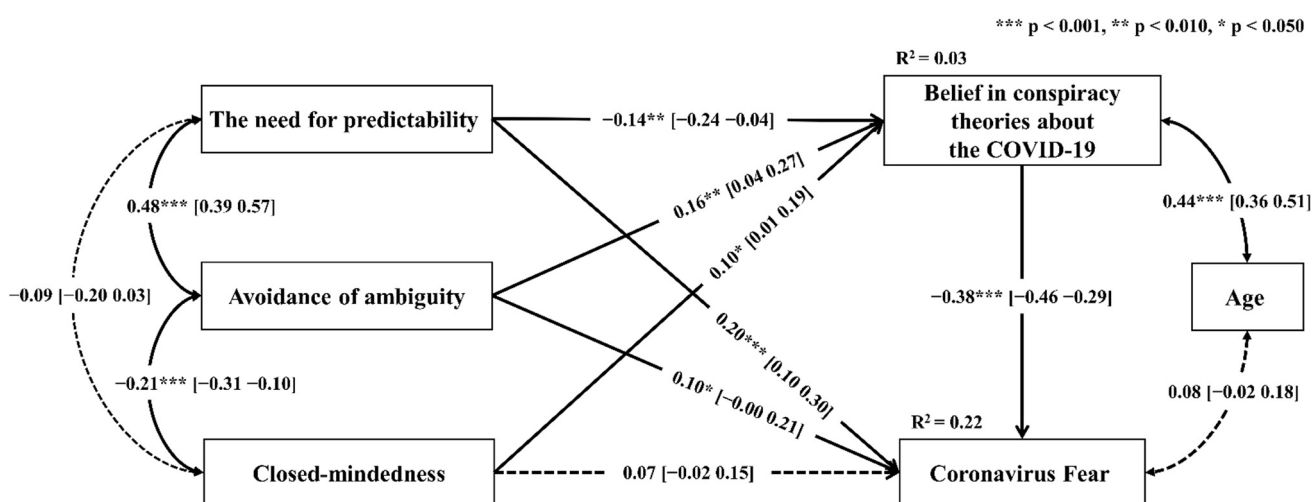 *** p < 0.001, ** p < 0.010, * p < 0.050
R² = 0.03
The need for predictability
−0.14** [−0.24 −0.04]
Belief in conspiracy
theories about
the COVID-19
0.48*** [0.39 0.57]
0.16** [0.04 0.27]
0.44*** [0.36 0.51]
0.10* [0.01 0.19]
−0.09 [−0.20 0.03]
Avoidance of ambiguity
−0.38*** [−0.46 −0.29]
Age
0.20*** [0.10 0.30]
−0.21*** [−0.31 −0.10]
0.10* [−0.00 0.21]
0.08 [−0.02 0.18]
R² = 0.22
Closed-mindedness
0.07 [−0.02 0.15]
Coronavirus Fear